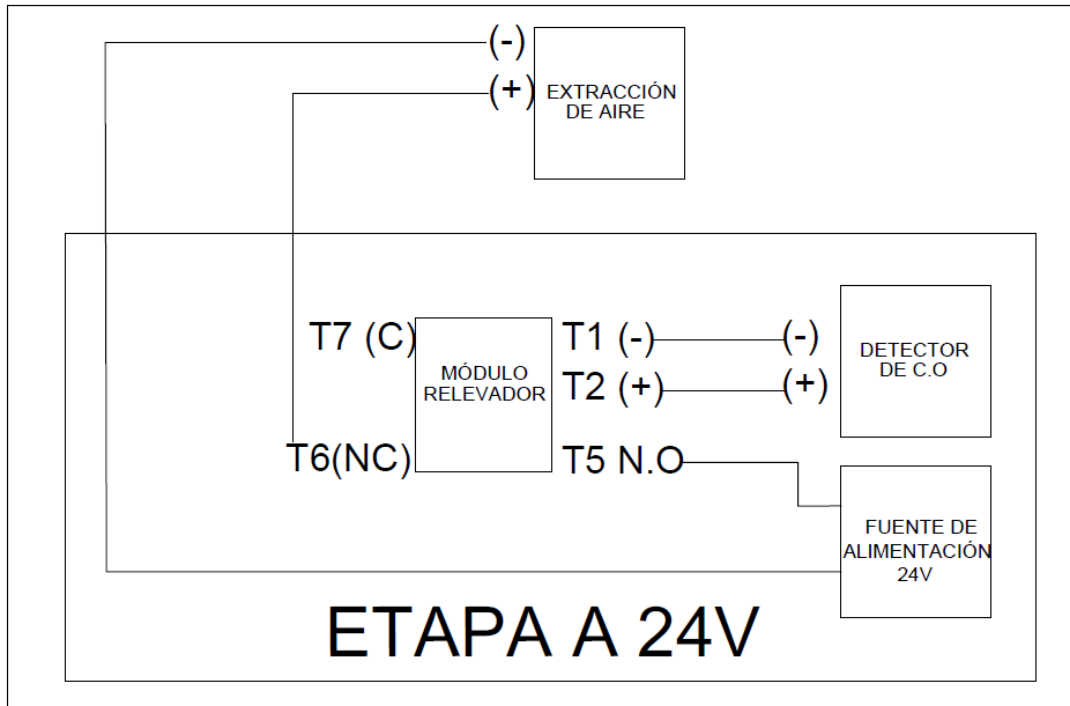 (-)
(+)
EXTRACCIÓN
DE AIRE
T7 (C)
T6(NC)
MÓDULO
RELEVADOR
T1 (-)
T2 (+)
T5 N.O
(-)
(+)
DETECTOR
DE C.O
FUENTE DE
ALIMENTACIÓN
24V
ETAPA A 24V